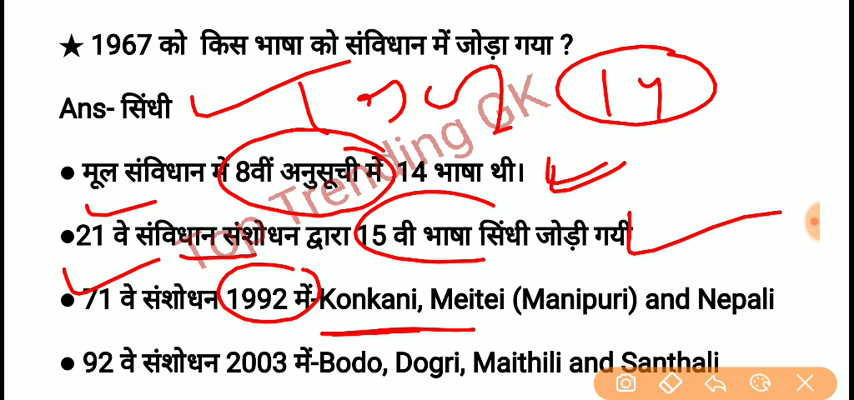 ★ 1967 को किस भाषा को संविधान में जोड़ा गया ?
Ans- सिंधी
14
● मूल संविधान मे 8वीं अनुसूची में 14 भाषा थी।
●21 वे संविधान संशोधन द्वारा 15 वी भाषा सिंधी जोड़ी गयी
● 71 वे संशोधन 1992 में-Konkani, Meitei (Manipuri) and Nepali
● 92 वे संशोधन 2003 में-Bodo, Dogri, Maithili and Santhali
Top Trending GK